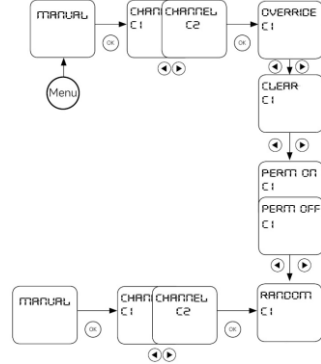 MANUAL
CHAN
C1
CHANNEL
C2
OVERRIDE
C1
OK
OK
Menu
CLEAR
C1
PERM ON
C1
PERM OFF
C1
MANUAL
CHAN
C1
CHANNEL
C2
RANDOM
C1
OK
OK